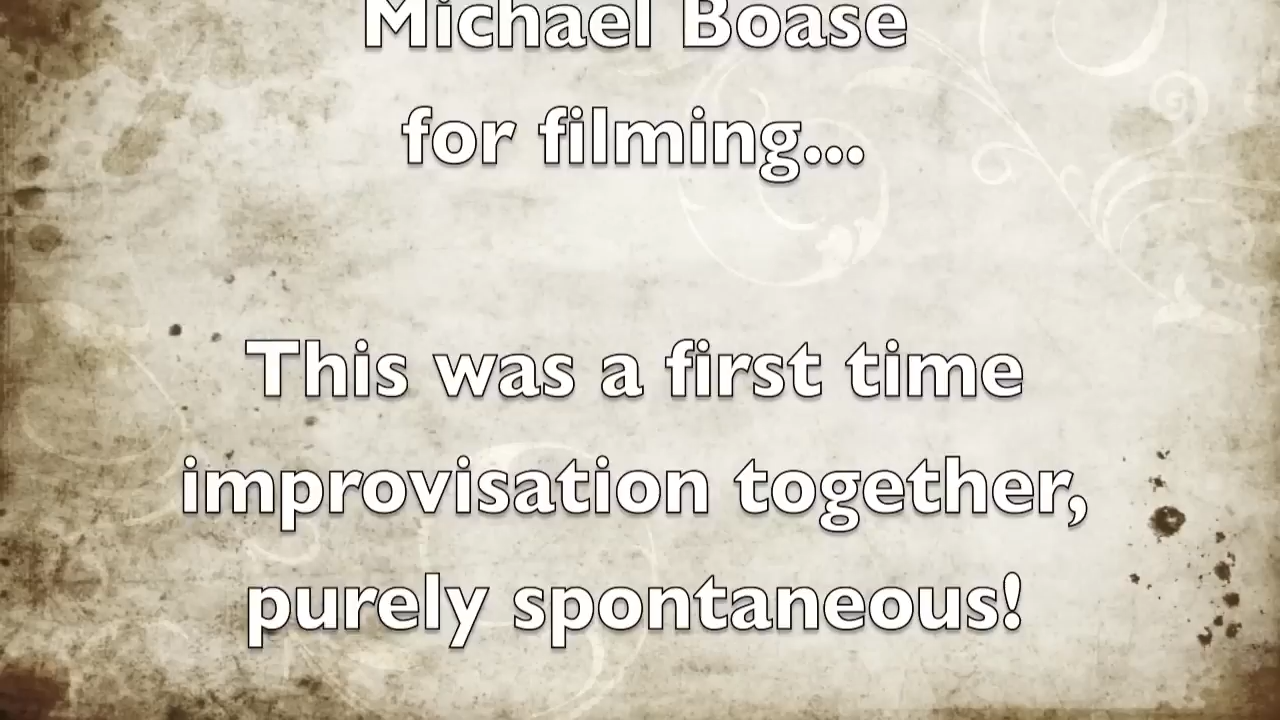 Michael Boase
for filming...
This was a first time
improvisation together,
purely spontaneous!